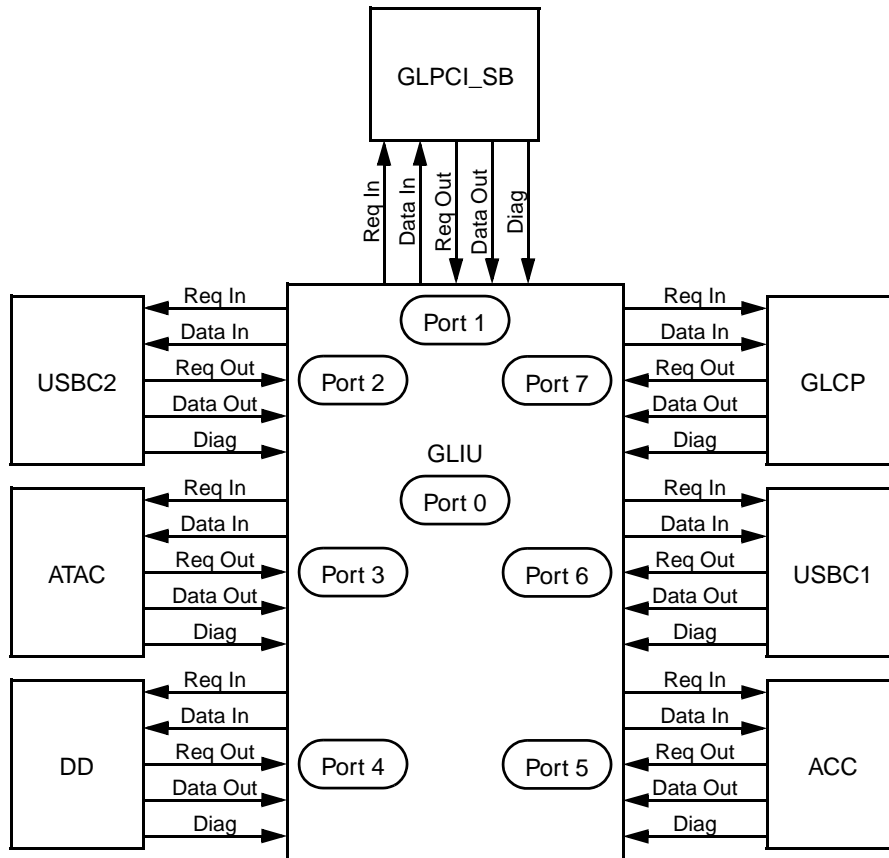 GLPCI_SB
Req In
Data In
Req Out
Data Out
Diag
Req In
Data In
Req Out
Data Out
Diag
USBC2
Port 1
Port 2
Port 7
GLIU
Port 0
Req In
Data In
Req Out
Data Out
Diag
GLCP
Req In
Data In
Req Out
Data Out
Diag
ATAC
Port 3
Port 6
Req In
Data In
Req Out
Data Out
Diag
USBC1
Req In
Data In
Req Out
Data Out
Diag
DD
Port 4
Port 5
Req In
Data In
Req Out
Data Out
Diag
ACC